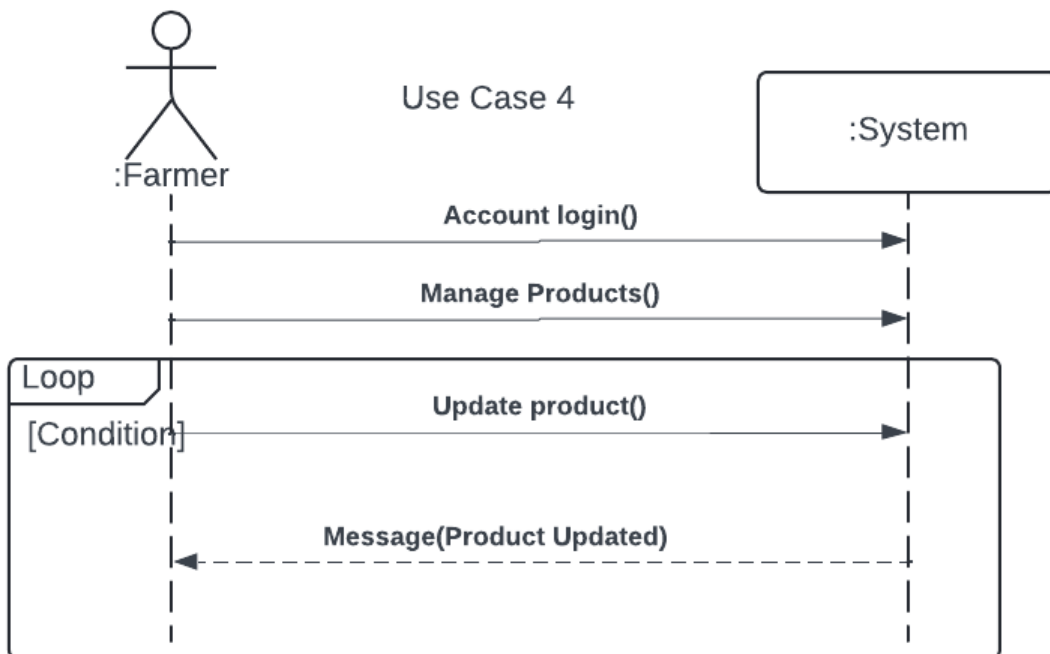 Use Case 4
:System
:Farmer
Account login()
Manage Products()
Loop
Update product()
[Condition]
Message(Product Updated)